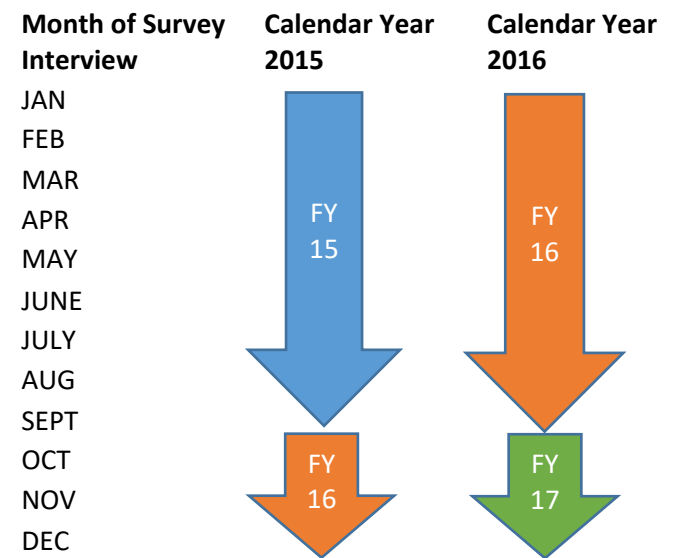 Month of Survey Interview
Calendar Year 2015
Calendar Year 2016
JAN
FEB
MAR
APR
MAY
JUNE
JULY
AUG
SEPT
OCT
NOV
DEC
FY
15
FY
16
FY
16
FY
17